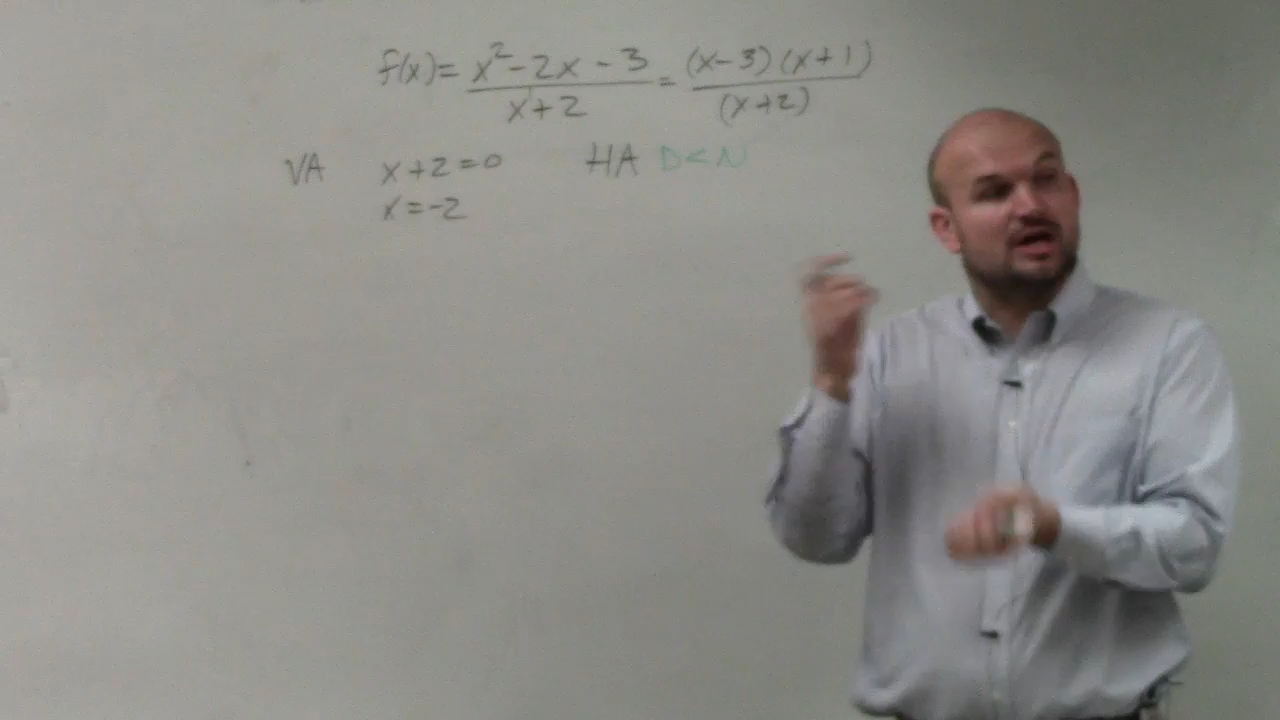 f(x)= x²-2x-3 / x+2 = (x-3)(x+1) / (x+2)
VA x+2=0 HA D<N
x=-2